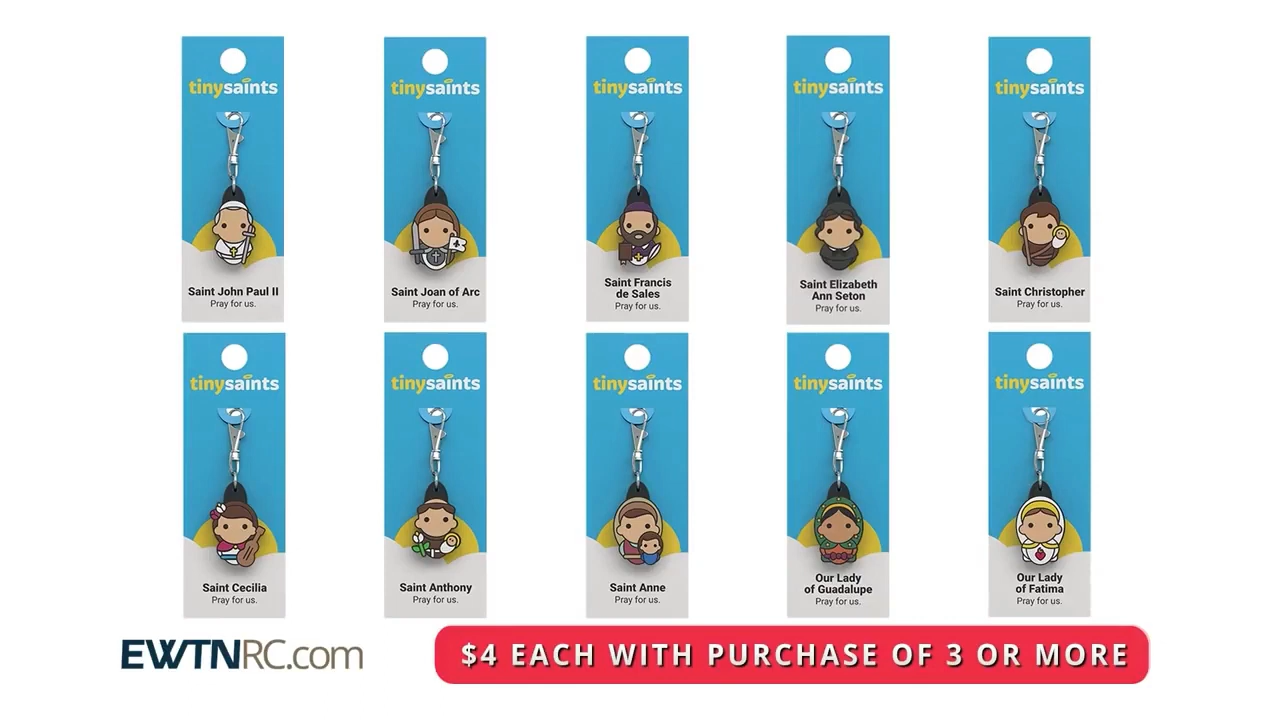 tinysaints
tinysaints
tinysaints
tinysaints
tinysaints
Saint John Paul II
Pray for us.
Saint Joan of Arc
Pray for us.
Saint Francis
de Sales
Pray for us.
Saint Elizabeth
Ann Seton
Pray for us.
Saint Christopher
Pray for us.
tinysaints
tinysaints
tinysaints
tinysaints
tinysaints
Saint Cecilia
Pray for us.
Saint Anthony
Pray for us.
Saint Anne
Pray for us.
Our Lady
of Guadalupe
Pray for us.
Our Lady
of Fatima
Pray for us.
EWTNRC.com
$4 EACH WITH PURCHASE OF 3 OR MORE